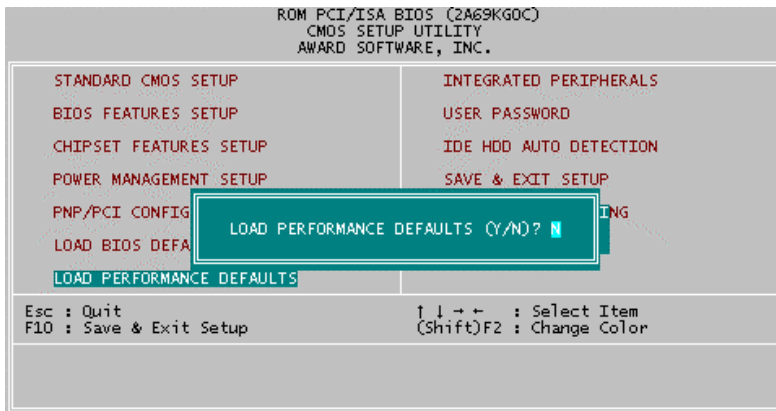 ROM PCI/ISA BIOS (2A69KGOC)
CMOS SETUP UTILITY
AWARD SOFTWARE, INC.
STANDARD CMOS SETUP
BIOS FEATURES SETUP
CHIPSET FEATURES SETUP
POWER MANAGEMENT SETUP
PNP/PCI CONFIG
LOAD BIOS DEFA
LOAD PERFORMANCE DEFAULTS
INTEGRATED PERIPHERALS
USER PASSWORD
IDE HDD AUTO DETECTION
SAVE & EXIT SETUP
ING
LOAD PERFORMANCE DEFAULTS (Y/N)? N
Esc : Quit
F10 : Save & Exit Setup
↑ ↓ → ← : Select Item
(Shift)F2 : Change Color